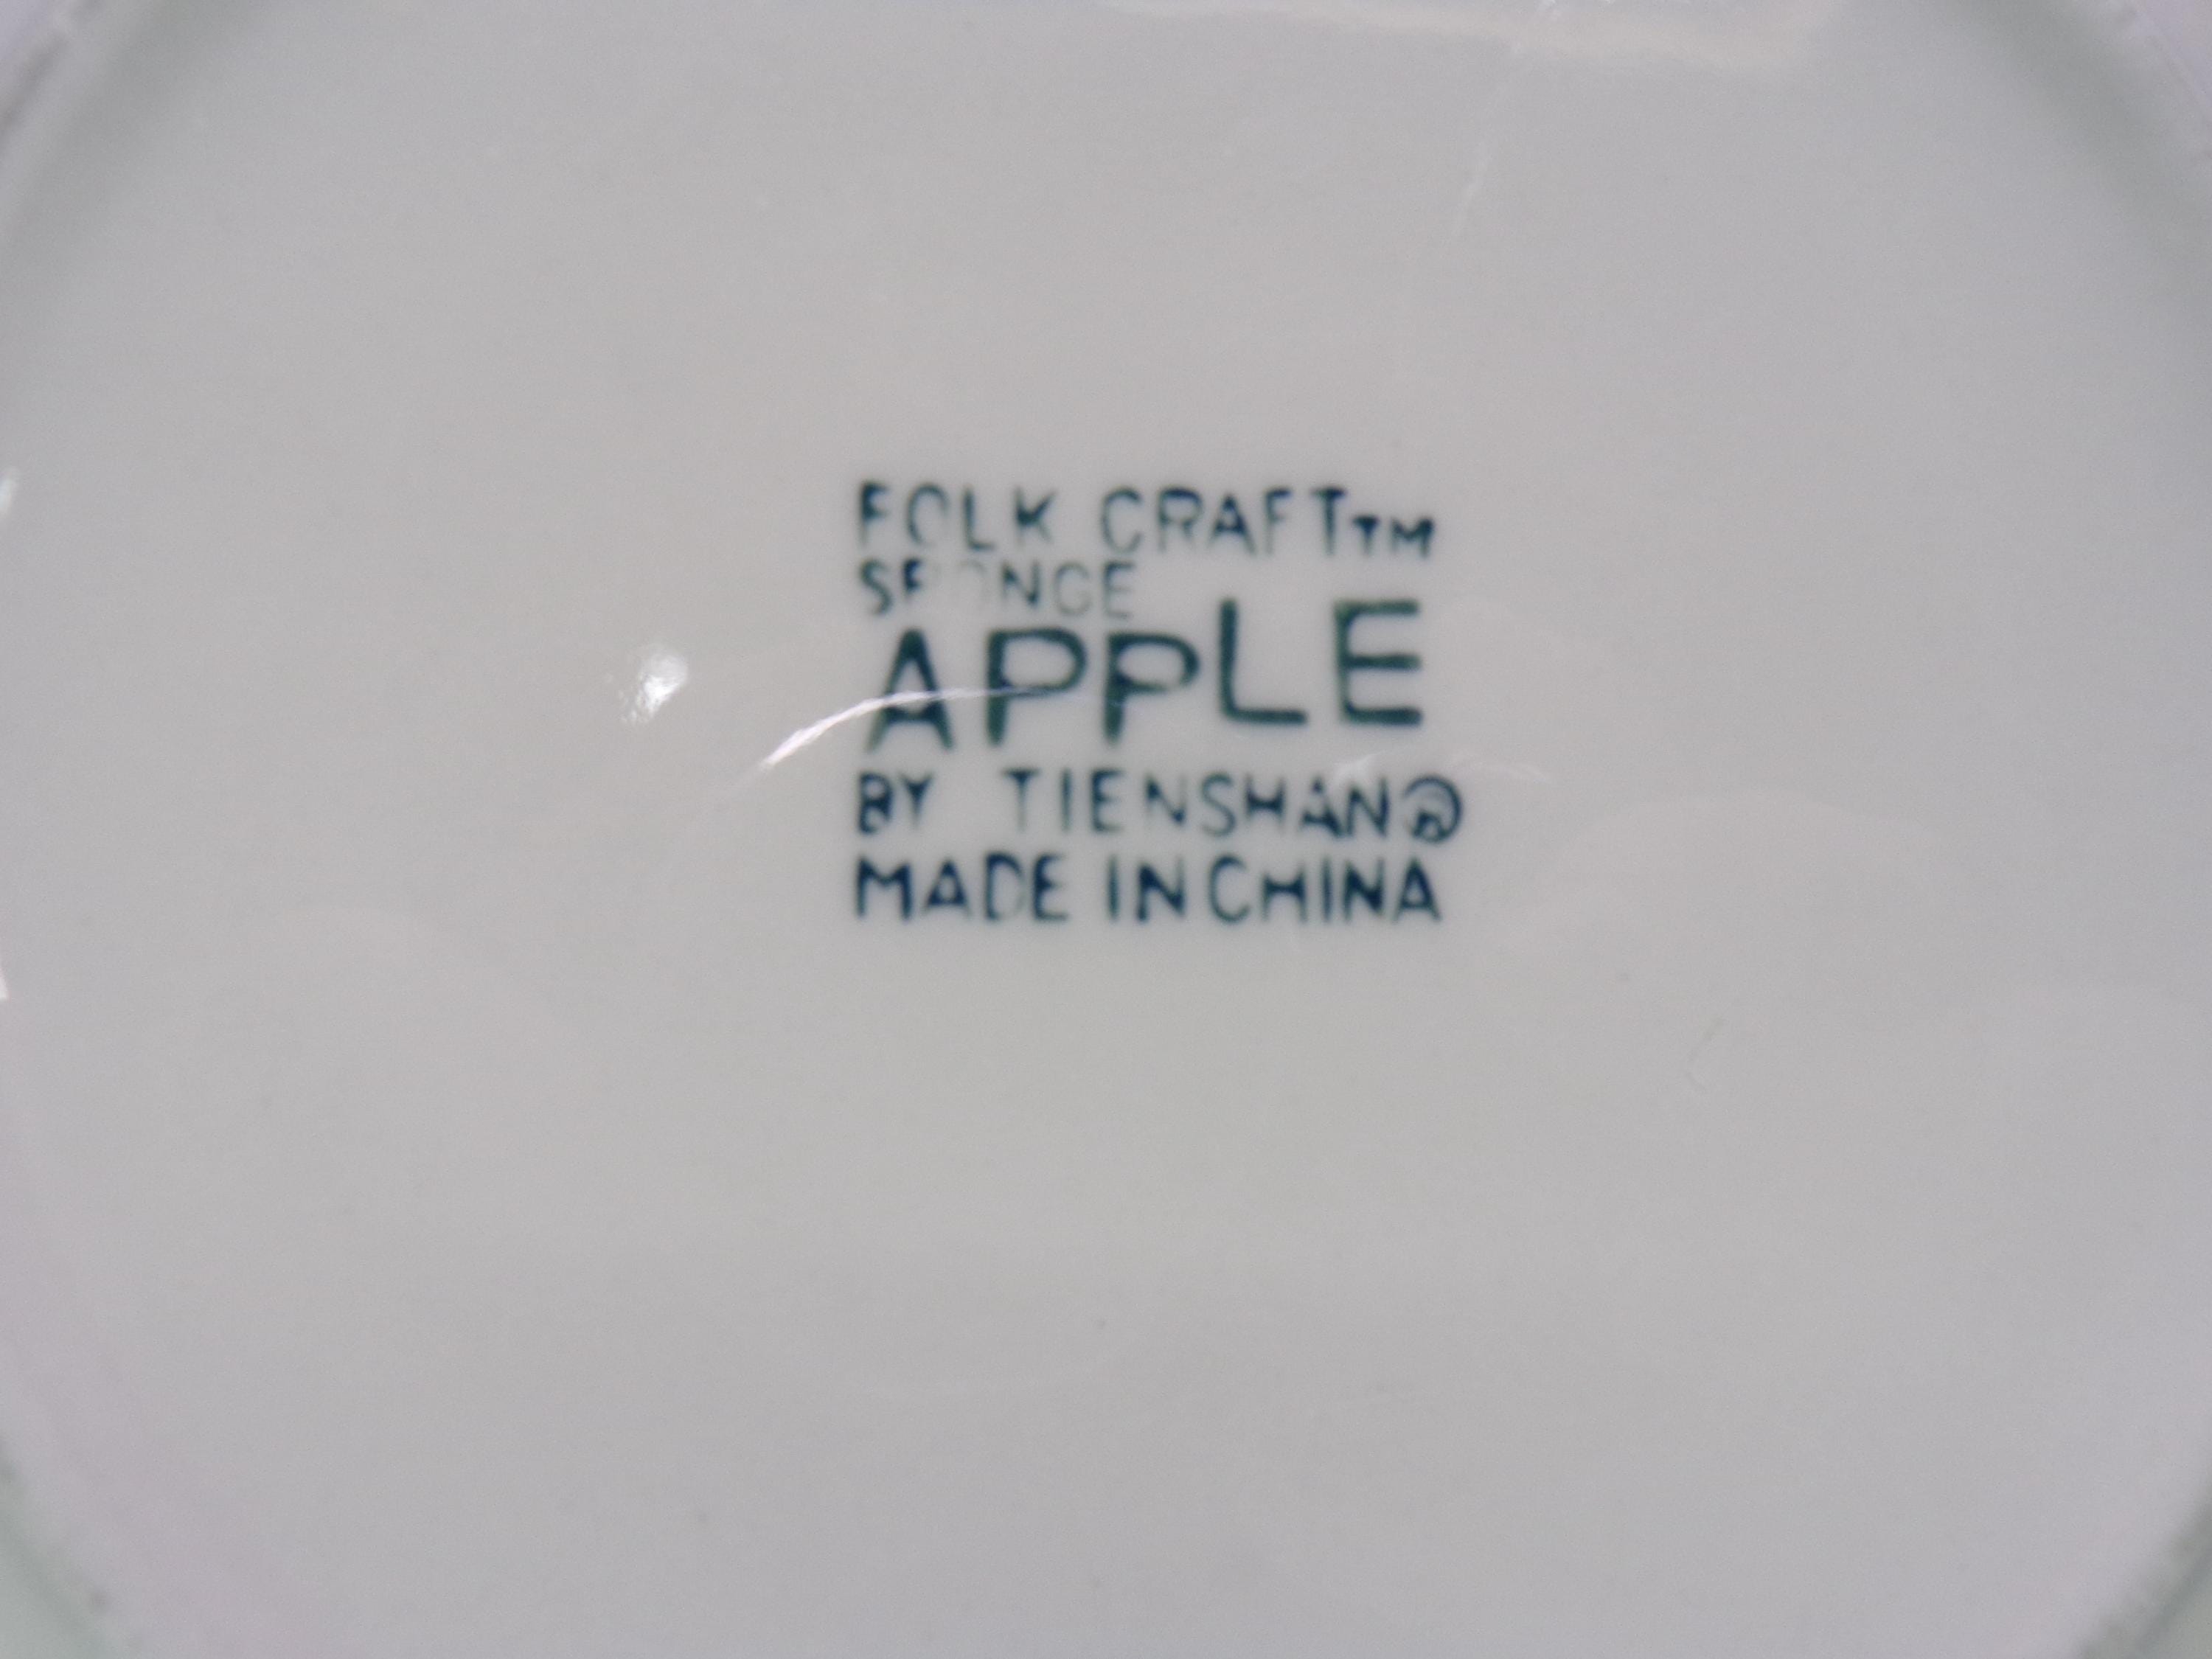 FOLK CRAFT™
SPONGE
APPLE
BY TIENSHAN®
MADE IN CHINA